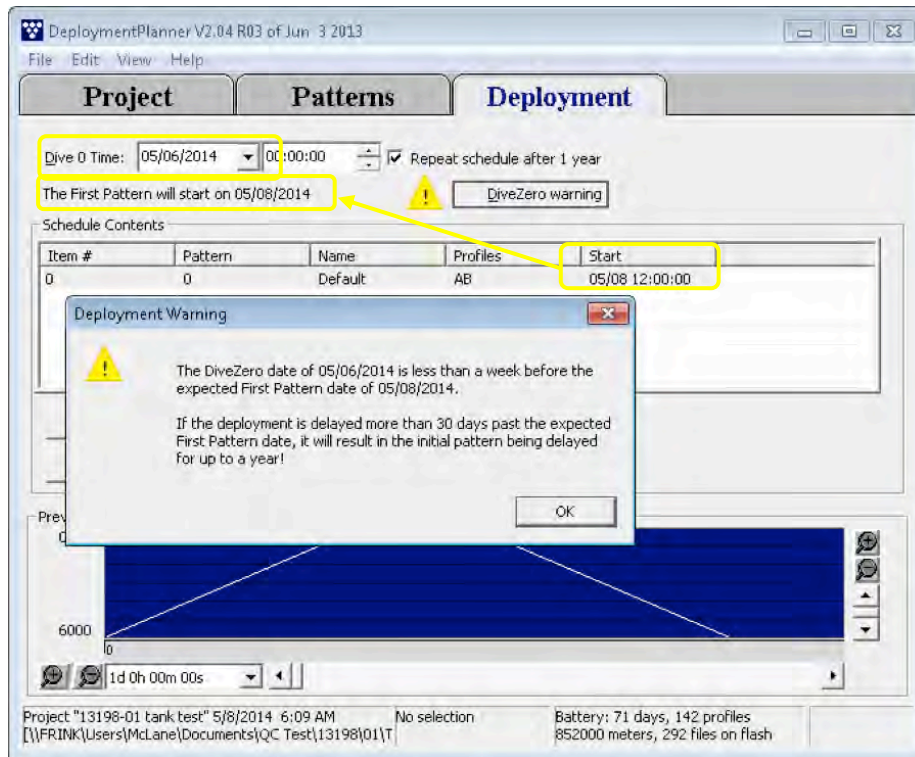 DeploymentPlanner V2.04 R03 of Jun 3 2013
File Edit View Help
Project Patterns Deployment
Dive 0 Time: 05/06/2014 00:00:00 Repeat schedule after 1 year
The First Pattern will start on 05/08/2014 ! DiveZero warning
Schedule Contents
Item # Pattern Name Profiles Start
0 0 Default AB 05/08 12:00:00
Deployment Warning
! The DiveZero date of 05/06/2014 is less than a week before the
expected First Pattern date of 05/08/2014.
If the deployment is delayed more than 30 days past the expected
First Pattern date, it will result in the initial pattern being delayed
for up to a year!
OK
6000
0
1d 0h 00m 00s
Project "13198-01 tank test" 5/8/2014 6:09 AM No selection Battery: 71 days, 142 profiles
[\\FRINK\Users\McLane\Documents\QC Test\13198\01\T 852000 meters, 292 files on flash